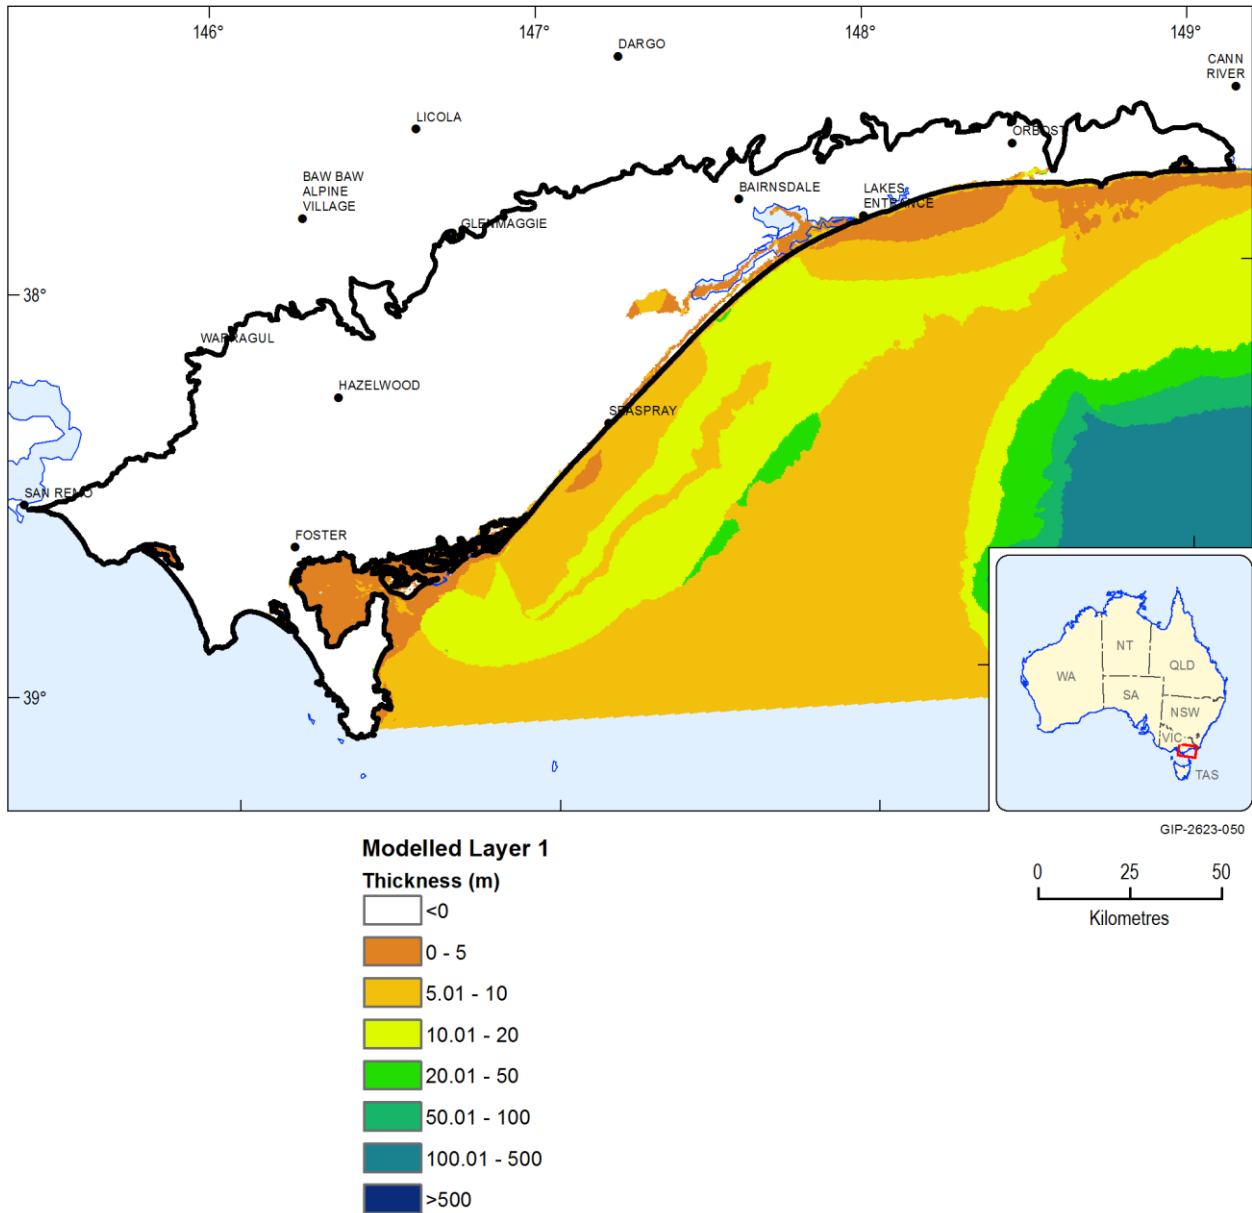 146°
147°
148°
149°
DARGO
CANN
RIVER
LICOLA
ORBOST
BAW BAW
ALPINE
VILLAGE
BAIRNSDALE
LAKES
ENTRANCE
GLENMAGGIE
38°
WARRAGUL
HAZELWOOD
SEASPRAY
SAN REMO
FOSTER
39°
NT
WA
QLD
SA
NSW
VIC
TAS
GIP-2623-050
Modelled Layer 1
Thickness (m)
<0
0 - 5
5.01 - 10
10.01 - 20
20.01 - 50
50.01 - 100
100.01 - 500
>500
0 25 50
Kilometres